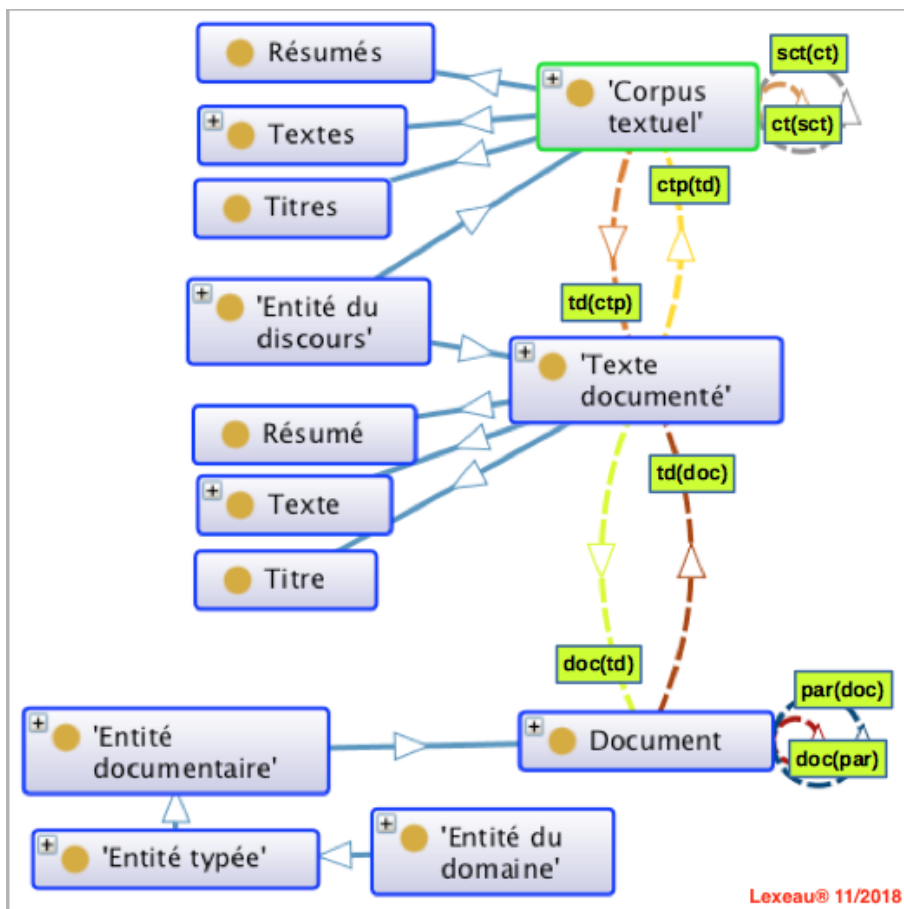 Résumés
sct(ct)
'Corpus
textuel'
Textes
ct(sct)
ctp(td)
Titres
td(ctp)
'Entité du
discours'
'Texte
documenté'
Résumé
td(doc)
Texte
Titre
doc(td)
par(doc)
'Entité
documentaire'
Document
doc(par)
'Entité typée'
'Entité du
domaine'
Lexeau® 11/2018